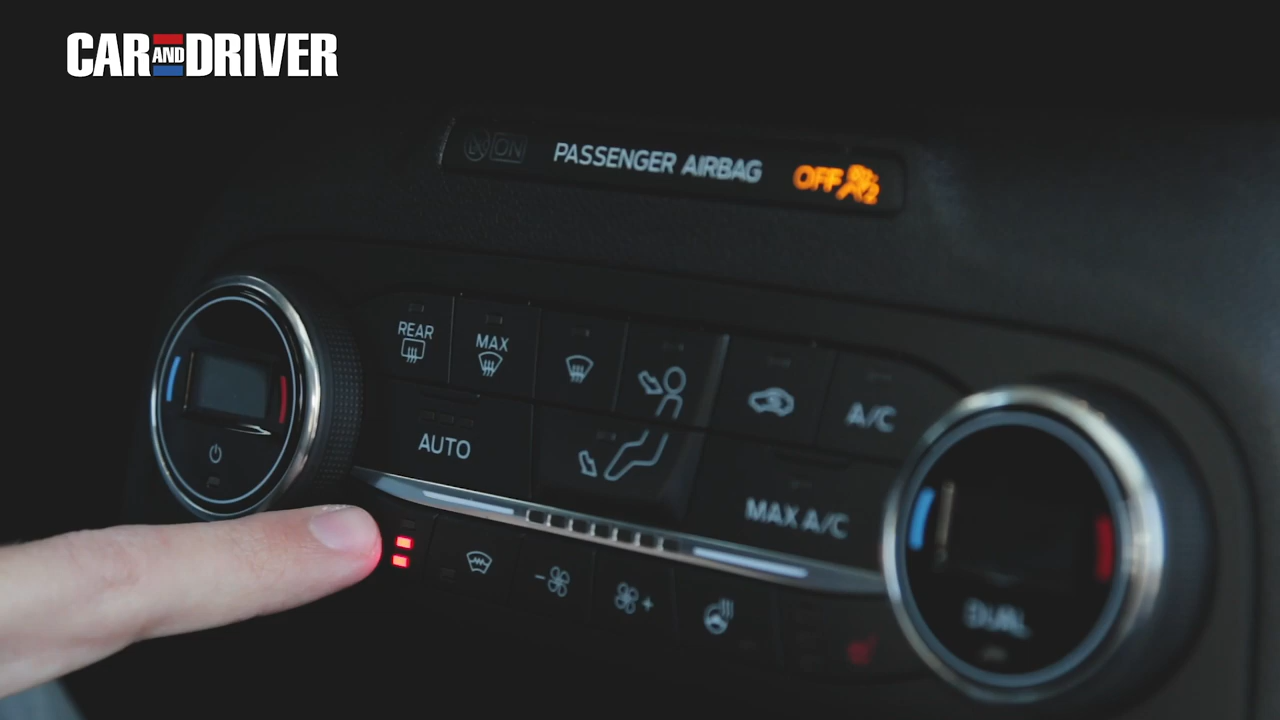 CAR AND DRIVER
ON PASSENGER AIRBAG OFF
REAR
MAX
A/C
AUTO
MAX A/C
DUAL